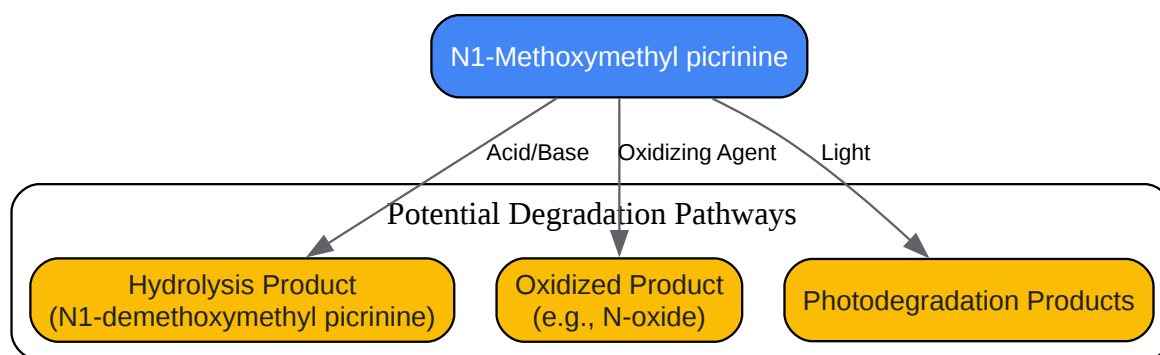 N1-Methoxymethyl picrinine
Acid/Base
Oxidizing Agent
Light
Potential Degradation Pathways
Hydrolysis Product
(N1-demethoxymethyl picrinine)
Oxidized Product
(e.g., N-oxide)
Photodegradation Products